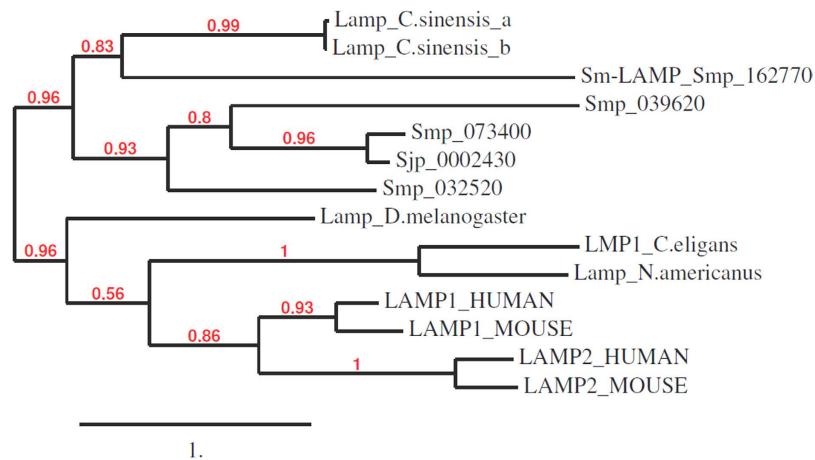 Lamp_C.sinensis_a
0.99
Lamp_C.sinensis_b
0.83
Sm-LAMP_Smp_162770
0.96
Smp_039620
0.8
Smp_073400
0.96
Sjp_0002430
0.93
Smp_032520
Lamp_D.melanogaster
0.96
LMP1_C.eligans
1
Lamp_N.americanus
0.56
LAMP1_HUMAN
0.93
LAMP1_MOUSE
0.86
LAMP2_HUMAN
1
LAMP2_MOUSE
1.